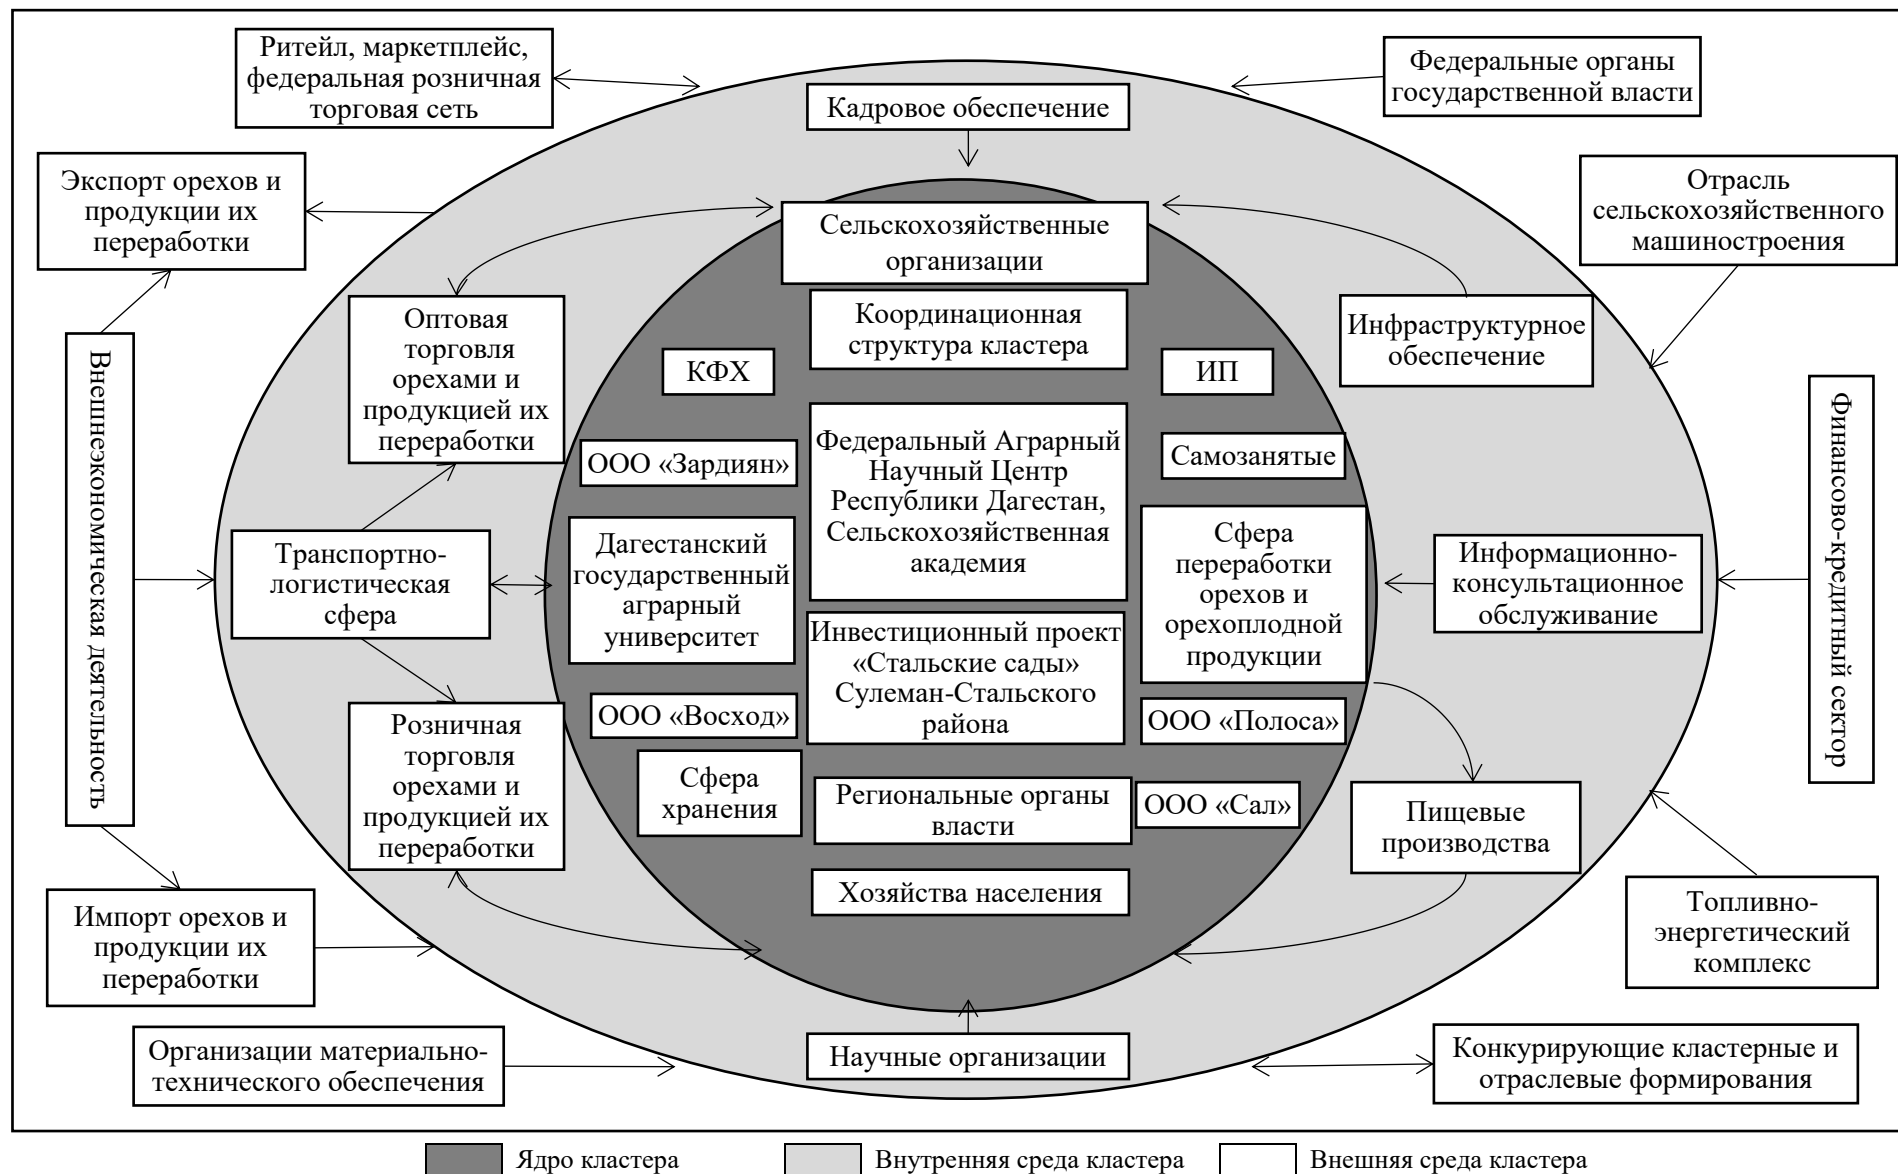 Ритейл, маркетплейс,
федеральная розничная
торговая сеть
Федеральные органы
государственной власти
Кадровое обеспечение
Экспорт орехов и
продукции их
переработки
Отрасль
сельскохозяйственного
машиностроения
Сельскохозяйственные
организации
Оптовая
торговля
орехами и
продукцией их
переработки
Координационная
структура кластера
Инфраструктурное
обеспечение
КФХ
ИП
Внешнеэкономическая деятельность
Финансово-кредитный сектор
ООО «Зардиян»
Федеральный Аграрный
Научный Центр
Республики Дагестан,
Сельскохозяйственная
академия
Самозанятые
Транспортно-
логистическая
сфера
Дагестанский
государственный
аграрный
университет
Сфера
переработки
орехов и
орехоплодной
продукции
Информационно-
консультационное
обслуживание
Инвестиционный проект
«Стальские сады»
Сулеман-Стальского
района
ООО «Восход»
ООО «Полоса»
Розничная
торговля
орехами и
продукцией их
переработки
Сфера
хранения
Региональные органы
власти
ООО «Сал»
Пищевые
производства
Хозяйства населения
Импорт орехов и
продукции их
переработки
Топливно-
энергетический
комплекс
Организации материально-
технического обеспечения
Научные организации
Конкурирующие кластерные и
отраслевые формирования
Ядро кластера
Внутренняя среда кластера
Внешняя среда кластера